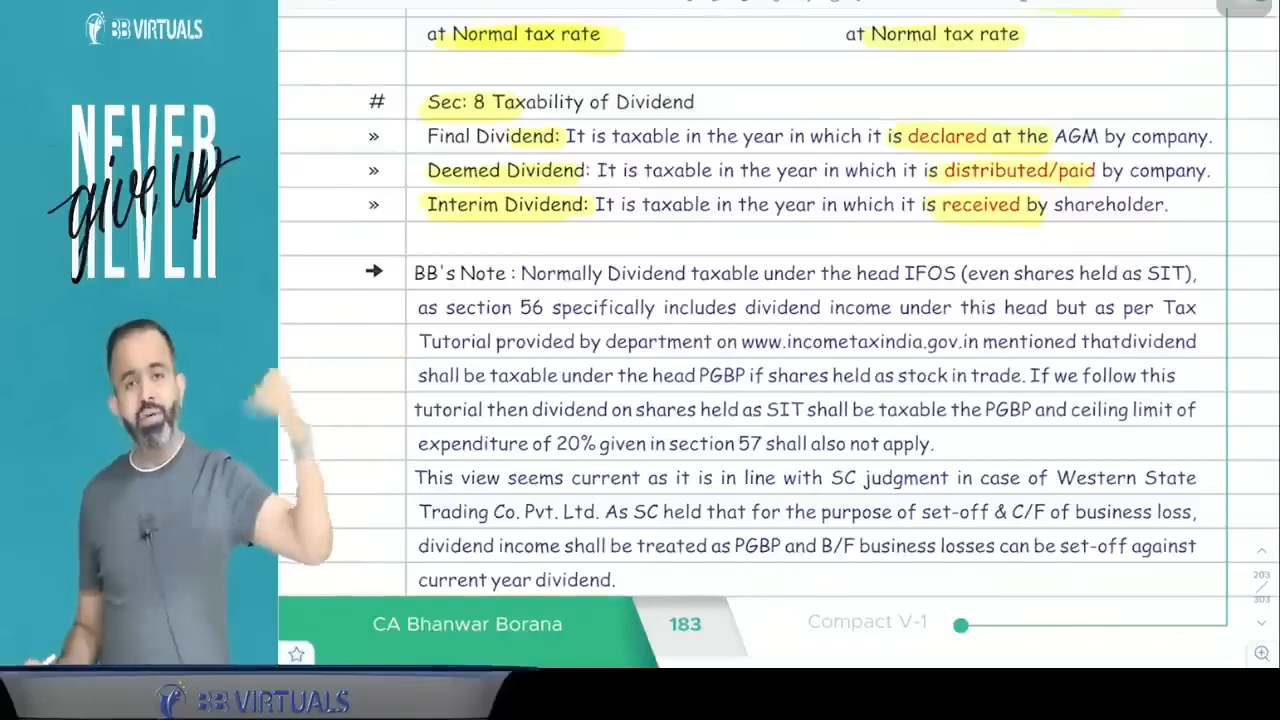 BB VIRTUALS
NEVER
give up
NEVER
at Normal tax rate
at Normal tax rate
# Sec: 8 Taxability of Dividend
» Final Dividend: It is taxable in the year in which it is declared at the AGM by company.
» Deemed Dividend: It is taxable in the year in which it is distributed/paid by company.
» Interim Dividend: It is taxable in the year in which it is received by shareholder.
➔ BB's Note : Normally Dividend taxable under the head IFOS (even shares held as SIT),
as section 56 specifically includes dividend income under this head but as per Tax
Tutorial provided by department on www.incometaxindia.gov.in mentioned thatdividend
shall be taxable under the head PGBP if shares held as stock in trade. If we follow this
tutorial then dividend on shares held as SIT shall be taxable the PGBP and ceiling limit of
expenditure of 20% given in section 57 shall also not apply.
This view seems current as it is in line with SC judgment in case of Western State
Trading Co. Pvt. Ltd. As SC held that for the purpose of set-off & C/F of business loss,
dividend income shall be treated as PGBP and B/F business losses can be set-off against
current year dividend.
203
303
CA Bhanwar Borana
183
Compact V-1
BB VIRTUALS